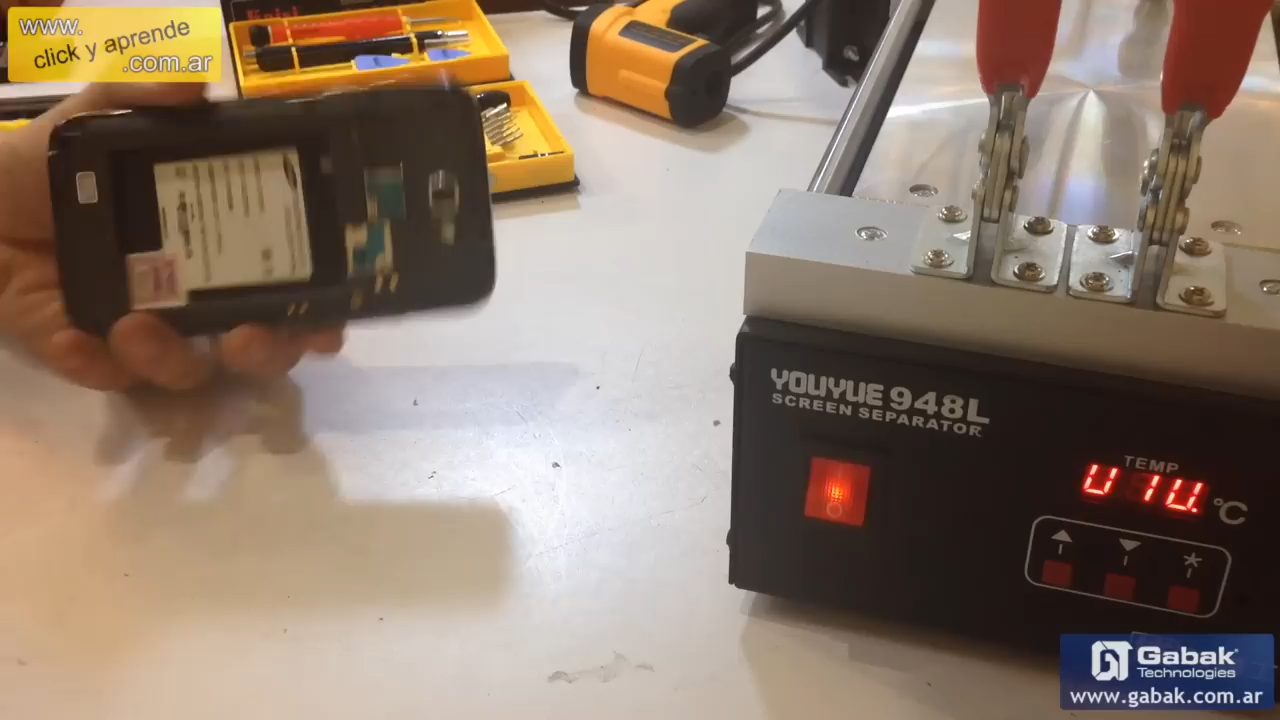 www.
click y aprende
.com.ar
YOUYUE 948L
SCREEN SEPARATOR
TEMP
°C
Gabak
Technologies
www.gabak.com.ar